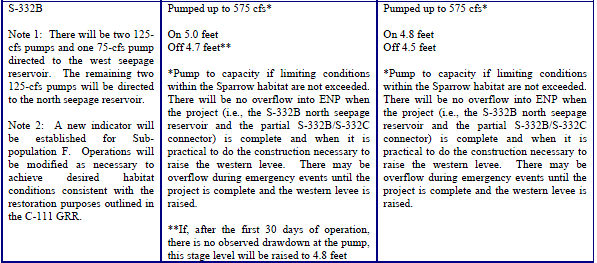 S-332B
Note 1: There will be two 125-
cfs pumps and one 75-cfs pump
directed to the west seepage
reservoir. The remaining two
125-cfs pumps will be directed
to the north seepage reservoir.
Note 2: A new indicator will
be established for Sub-
population F. Operations will
be modified as necessary to
achieve desired habitat
conditions consistent with the
restoration purposes outlined in
the C-111 GRR.
Pumped up to 575 cfs*
On 5.0 feet
Off 4.7 feet**
*Pump to capacity if limiting conditions
within the Sparrow habitat are not exceeded.
There will be no overflow into ENP when
the project (i.e., the S-332B north seepage
reservoir and the partial S-332B/S-332C
connector) is complete and when it is
practical to do the construction necessary to
raise the western levee. There may be
overflow during emergency events until the
project is complete and the western levee is
raised.
**If, after the first 30 days of operation,
there is no observed drawdown at the pump,
this stage level will be raised to 4.8 feet
Pumped up to 575 cfs*
On 4.8 feet
Off 4.5 feet
*Pump to capacity if limiting conditions
within the Sparrow habitat are not exceeded.
There will be no overflow into ENP when
the project (i.e., the S-332B north seepage
reservoir and the partial S-332B/S-332C
connector) is complete and when it is
practical to do the construction necessary to
raise the western levee. There may be
overflow during emergency events until the
project is complete and the western levee is
raised.